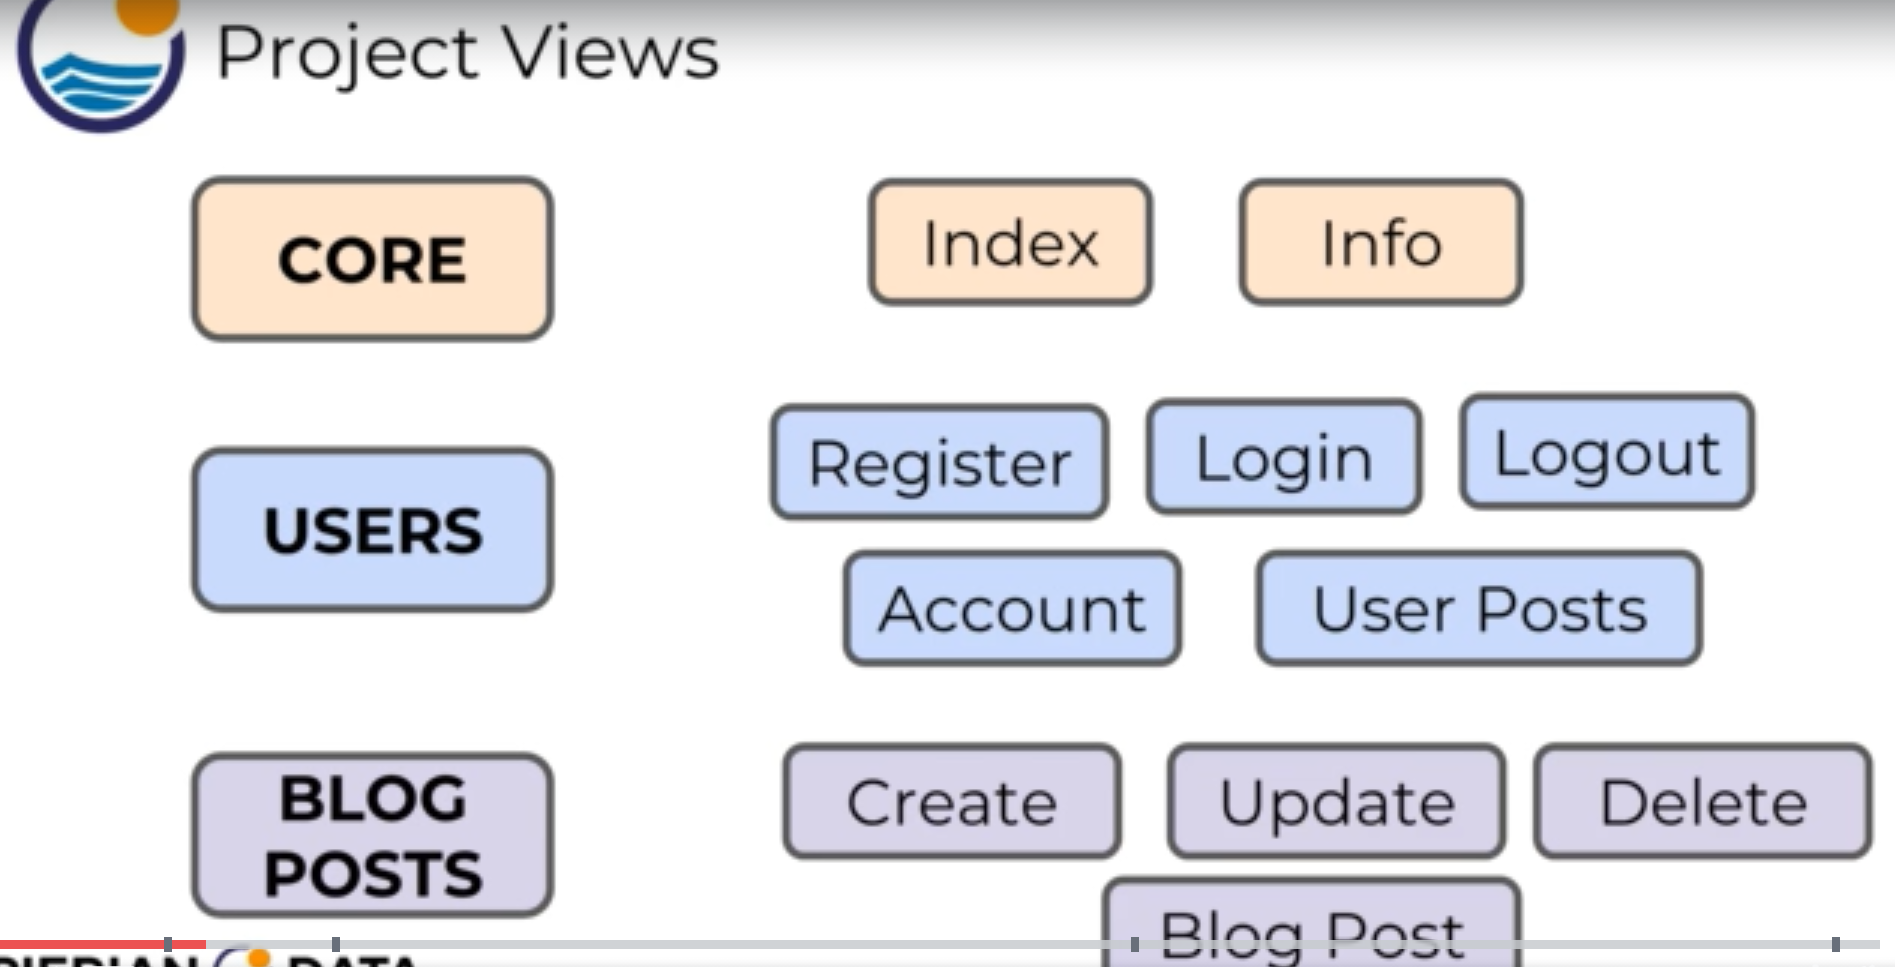 Project Views
CORE
Index
Info
USERS
Register
Login
Logout
Account
User Posts
BLOG
POSTS
Create
Update
Delete
Blog Post
PIERIAN DATA